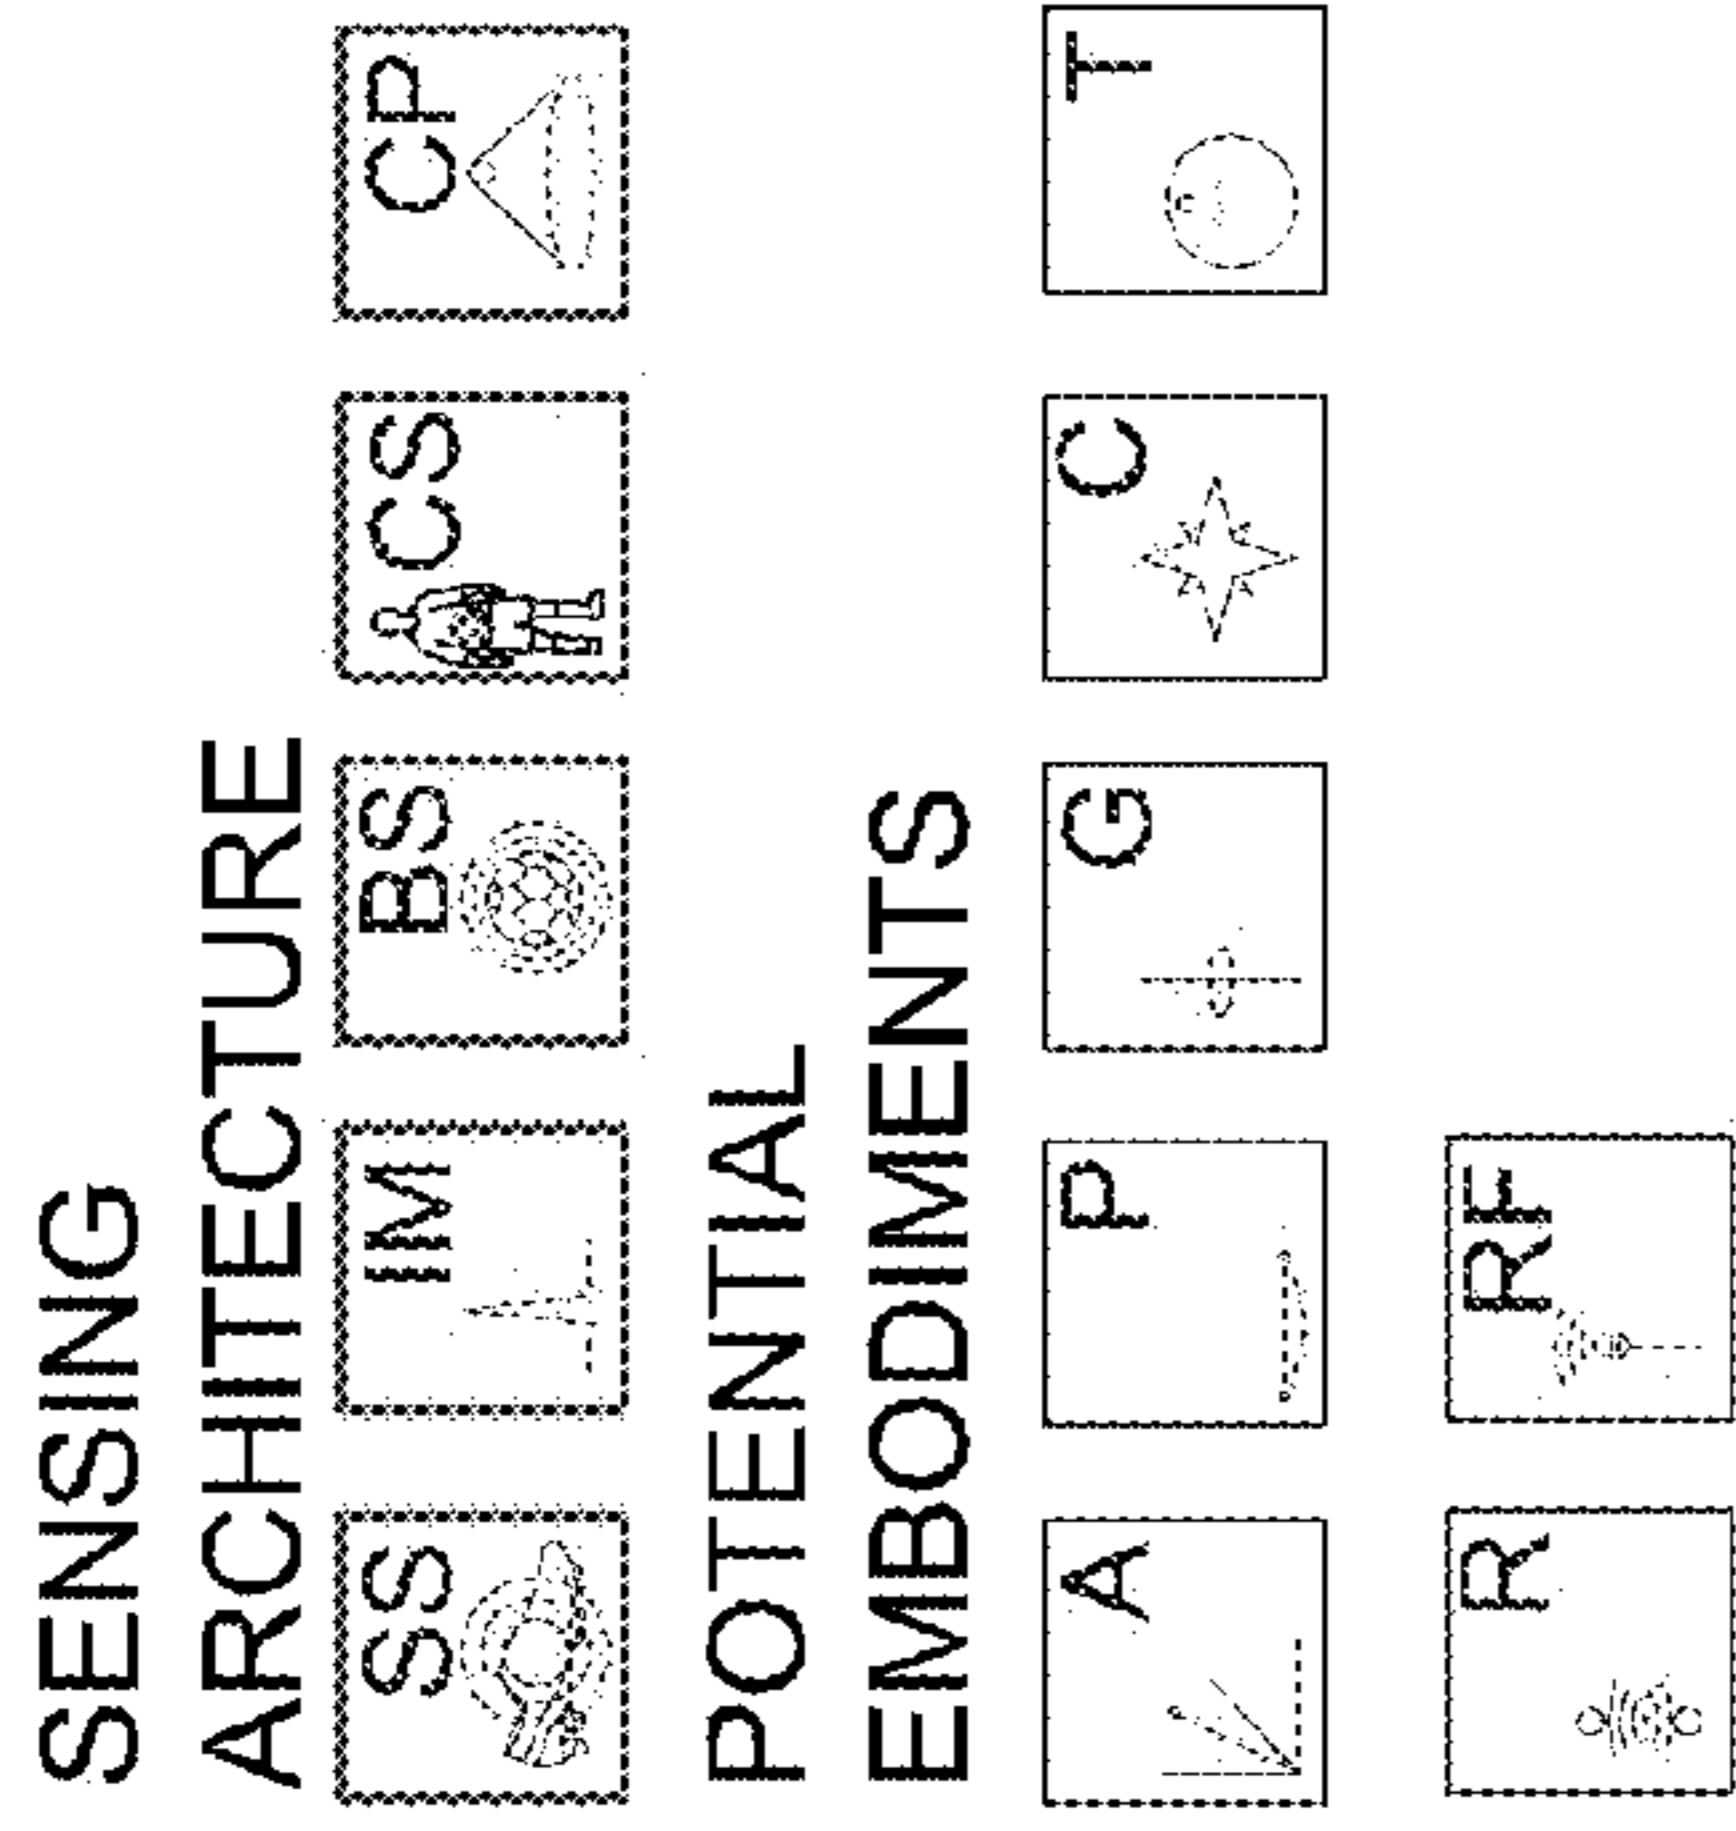 SENSING
ARCHITECTURE
SS IM BS CS CP
POTENTIAL
EMBODIMENTS
A P G C T
R RF